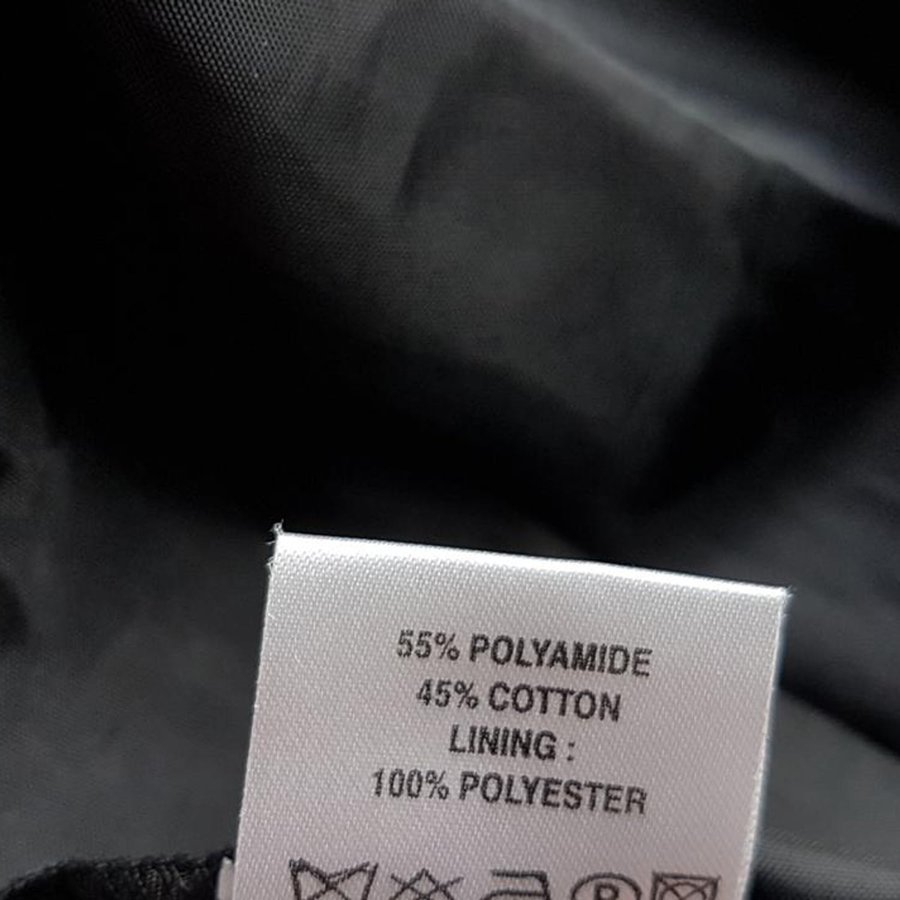 55% POLYAMIDE
45% COTTON
LINING :
100% POLYESTER
P